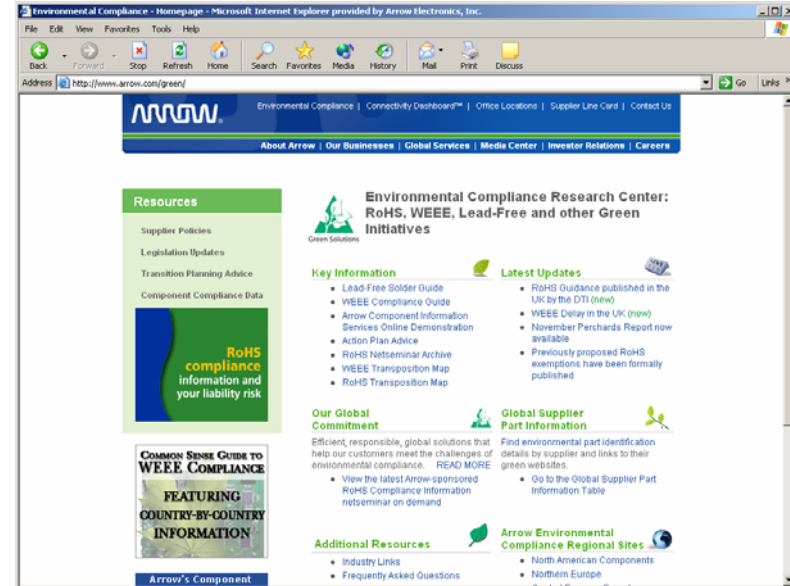 Environmental Compliance - Homepage - Microsoft Internet Explorer provided by Arrow Electronics, Inc.
File Edit View Favorites Tools Help
Back Forward Stop Refresh Home Search Favorites Media History Mail Print Discuss
Address http://www.arrow.com/green/ Go Links
ARROW.
Environmental Compliance | Connectivity Dashboard™ | Office Locations | Supplier Line Card | Contact Us
About Arrow | Our Businesses | Global Services | Media Center | Investor Relations | Careers
Resources
Supplier Policies
Legislation Updates
Transition Planning Advice
Component Compliance Data
RoHS
compliance
information and
your liability risk
COMMON SENSE GUIDE TO
WEEE COMPLIANCE
FEATURING
COUNTRY-BY-COUNTRY
INFORMATION
Arrow's Component
Green Solutions
Environmental Compliance Research Center:
RoHS, WEEE, Lead-Free and other Green
Initiatives
Key Information
Lead-Free Solder Guide
WEEE Compliance Guide
Arrow Component Information
Services Online Demonstration
Action Plan Advice
RoHS Netseminar Archive
WEEE Transposition Map
RoHS Transposition Map
Latest Updates
RoHS Guidance published in the
UK by the DTI (new)
WEEE Delay in the UK (new)
November Perchards Report now
available
Previously proposed RoHS
exemptions have been formally
published
Our Global
Commitment
Efficient, responsible, global solutions that
help our customers meet the challenges of
environmental compliance. READ MORE
View the latest Arrow-sponsored
RoHS Compliance Information
netseminar on demand
Global Supplier
Part Information
Find environmental part identification
details by supplier and links to their
green websites.
Go to the Global Supplier Part
Information Table
Additional Resources
Industry Links
Frequently Asked Questions
Arrow Environmental
Compliance Regional Sites
North American Components
Northern Europe